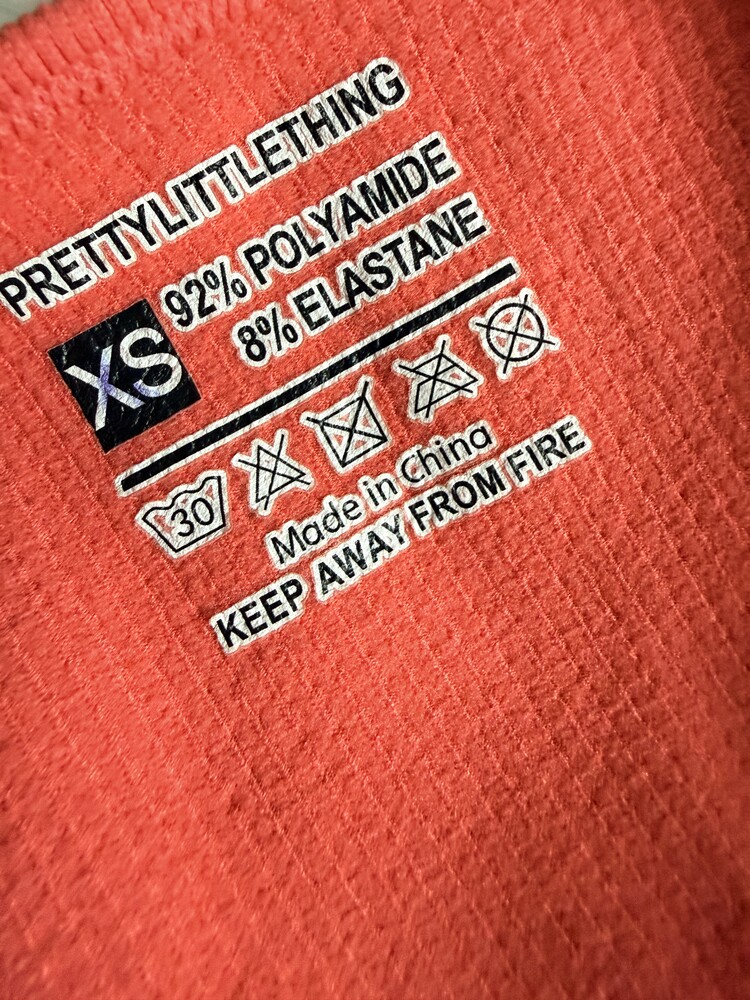 PRETTYLITTLETHING
92% POLYAMIDE
8% ELASTANE
XS
30
Made in China
KEEP AWAY FROM FIRE